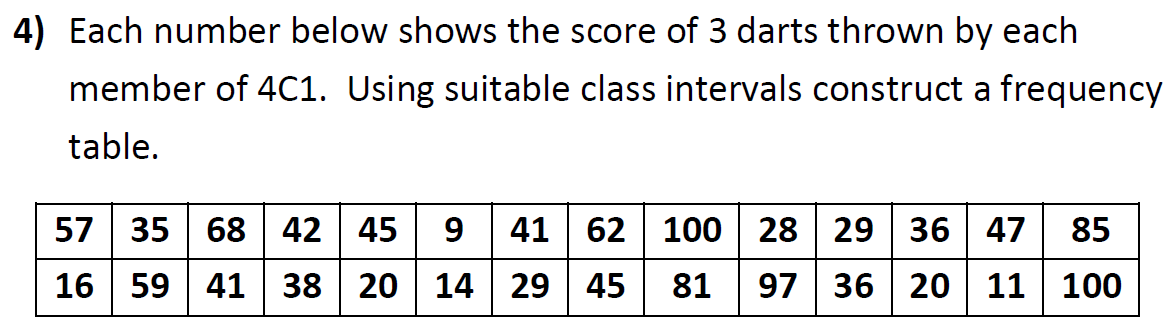 4) Each number below shows the score of 3 darts thrown by each
member of 4C1. Using suitable class intervals construct a frequency
table.
57 35 68 42 45 9 41 62 100 28 29 36 47 85
16 59 41 38 20 14 29 45 81 97 36 20 11 100